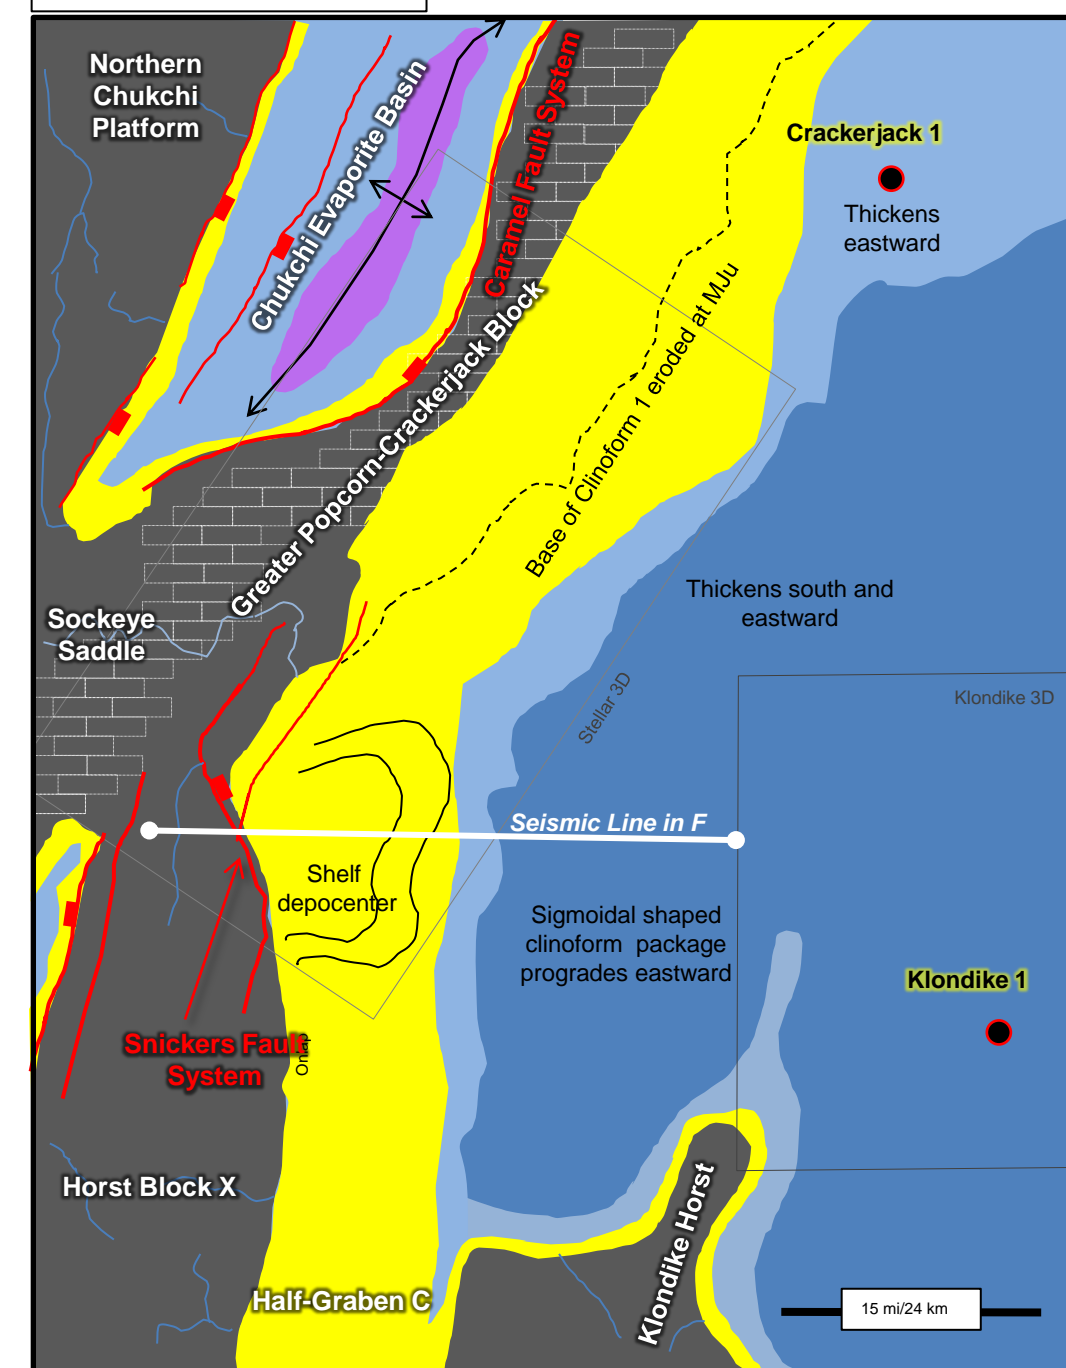 Northern
Chukchi
Platform
Chukchi Evaporite Basin
Caramel Fault System
Crackerjack 1
Thickens
eastward
Greater Popcorn-Crackerjack Block
Base of Clinoform 1 eroded at MJu
Thickens south and
eastward
Sockeye
Saddle
Stellar 3D
Klondike 3D
Seismic Line in F
Shelf
depocenter
Sigmoidal shaped
clinoform package
progrades eastward
Klondike 1
Snickers Fault
System
Onlap
Horst Block X
Klondike Horst
Half-Graben C
15 mi/24 km